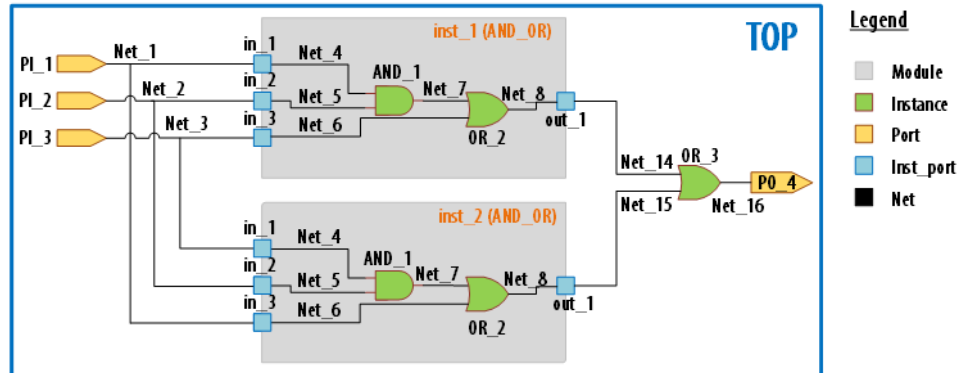 inst_1 (AND_OR)
TOP
Legend
PI_1
Net_1
in_1
Net_4
AND_1
Module
PI_2
Net_2
in_2
Net_5
Net_7
Net_8
Instance
PI_3
Net_3
in_3
Net_6
OR_2
out_1
Port
Net_14
OR_3
Inst_port
PO_4
Net_15
Net_16
Net
inst_2 (AND_OR)
in_1
Net_4
AND_1
in_2
Net_5
Net_7
Net_8
in_3
Net_6
OR_2
out_1